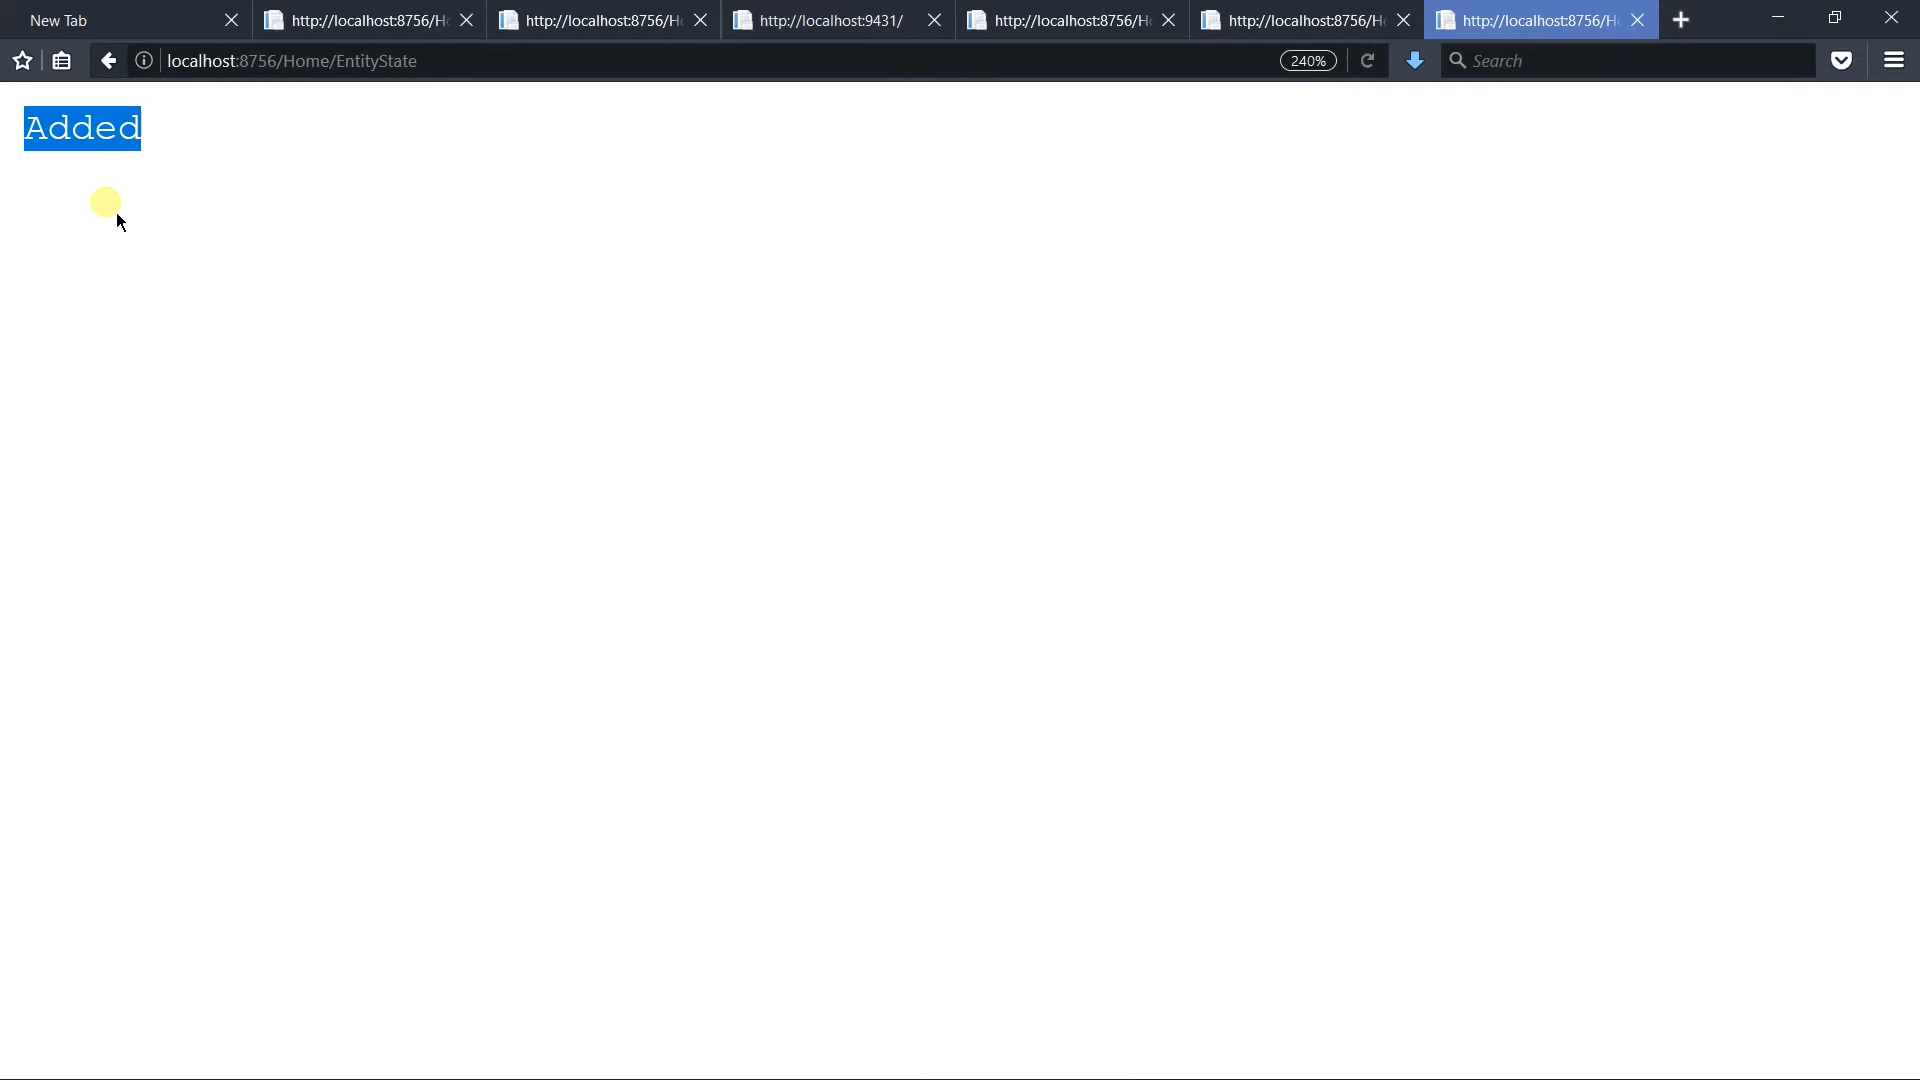 New Tab
http://localhost:8756/H
http://localhost:8756/H
http://localhost:9431/
http://localhost:8756/H
http://localhost:8756/H
http://localhost:8756/H
localhost:8756/Home/EntityState
240%
Search
Added